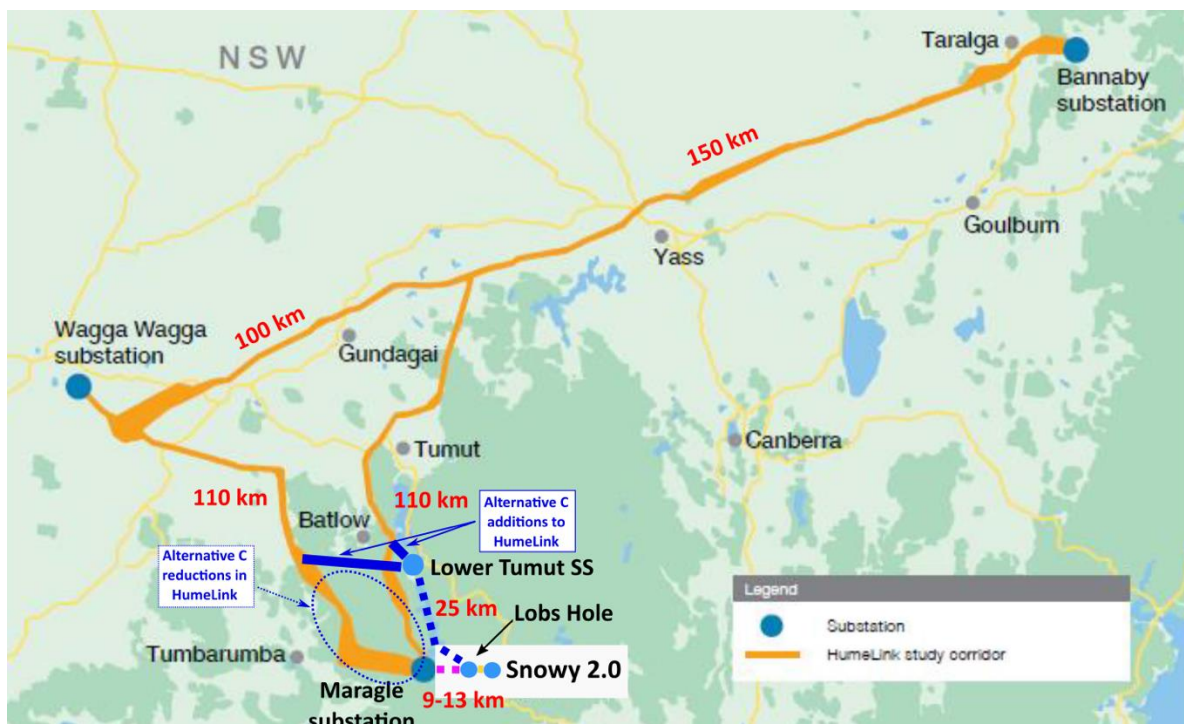 NSW
Taralga
Bannaby
substation
150 km
Goulburn
Yass
100 km
Wagga Wagga
substation
Gundagai
Canberra
Tumut
110 km
110 km
Batlow
Alternative C
additions to
HumeLink
Alternative C
reductions in
HumeLink
Lower Tumut SS
25 km
Lobs Hole
Tumbarumba
Snowy 2.0
Maragle
substation
9-13 km
Legend
Substation
HumeLink study corridor